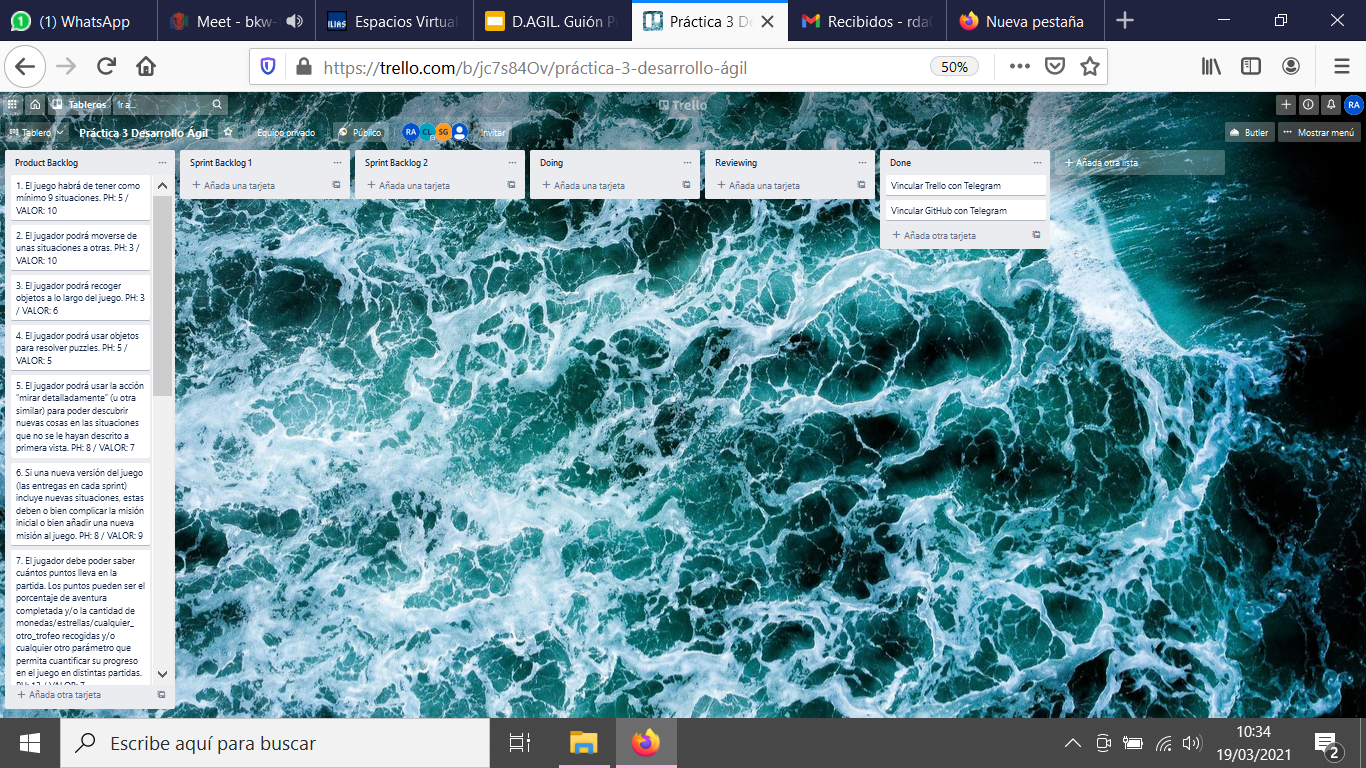 (1) WhatsApp
Meet - bkw-
Espacios Virtual
D.AGIL. Guión P
Práctica 3 De
Recibidos - rda
Nueva pestaña
https://trello.com/b/jc7s84Ov/práctica-3-desarrollo-ágil
50%
Tableros
Ir a...
Trello
RA
Tablero
Práctica 3 Desarrollo Ágil
Equipo privado
Público
RA
CL
SG
Invitar
Butler
Mostrar menú
Product Backlog
1. El juego habrá de tener como
mínimo 9 situaciones. PH: 5 /
VALOR: 10
2. El jugador podrá moverse de
unas situaciones a otras. PH: 3 /
VALOR: 10
3. El jugador podrá recoger
objetos a lo largo del juego. PH: 3
/ VALOR: 6
4. El jugador podrá usar objetos
para resolver puzzles. PH: 5 /
VALOR: 5
5. El jugador podrá usar la acción
“mirar detalladamente” (u otra
similar) para poder descubrir
nuevas cosas en las situaciones
que no se le hayan descrito a
primera vista. PH: 8 / VALOR: 7
6. Si una nueva versión del juego
(las entregas en cada sprint)
incluye nuevas situaciones, estas
deben o bien complicar la misión
inicial o bien añadir una nueva
misión al juego. PH: 8 / VALOR: 9
7. El jugador debe poder saber
cuántos puntos lleva en la
partida. Los puntos pueden ser el
porcentaje de aventura
completada y/o la cantidad de
monedas/estrellas/cualquier_
otro_trofeo recogidas y/o
cualquier otro parámetro que
permita cuantificar su progreso
en el juego en distintas partidas.
PH: 13 / VALOR: 7
+ Añada otra tarjeta
Sprint Backlog 1
+ Añada una tarjeta
Sprint Backlog 2
+ Añada una tarjeta
Doing
+ Añada una tarjeta
Reviewing
+ Añada una tarjeta
Done
Vincular Trello con Telegram
Vincular GitHub con Telegram
+ Añada otra tarjeta
+ Añada otra lista
Escribe aquí para buscar
10:34
19/03/2021
2